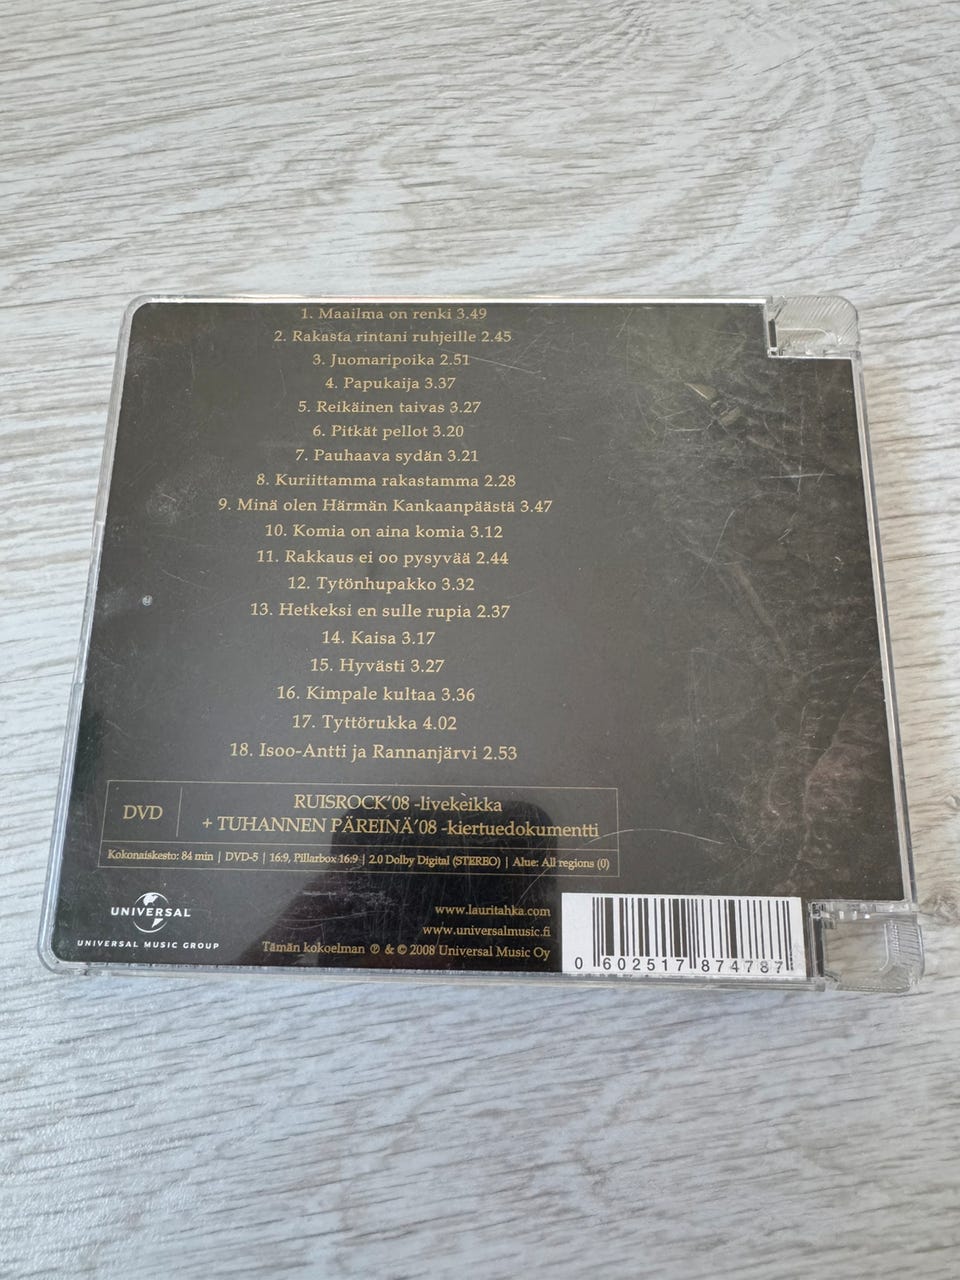 1. Maailma on renki 3.49
2. Rakasta rintani ruhjeille 2.45
3. Juomaripoika 2.51
4. Papukaija 3.37
5. Reikäinen taivas 3.27
6. Pitkät pellot 3.20
7. Pauhaava sydän 3.21
8. Kuriittamma rakastamma 2.28
9. Minä olen Härmän Kankaanpäästä 3.47
10. Komia on aina komia 3.12
11. Rakkaus ei oo pysyvää 2.44
12. Tytönhupakko 3.32
13. Hetkeksi en sulle rupia 2.37
14. Kaisa 3.17
15. Hyvästi 3.27
16. Kimpale kultaa 3.36
17. Tyttörukka 4.02
18. Isoo-Antti ja Rannanjärvi 2.53
DVD
RUISROCK'08 -livekeikka
+ TUHANNEN PÄREINÄ'08 -kiertuedokumentti
Kokonaiskesto: 84 min | DVD-5 | 16:9, Pillarbox 16:9 | 2.0 Dolby Digital (STEREO) | Alue: All regions (0)
UNIVERSAL
UNIVERSAL MUSIC GROUP
www.lauritahka.com
www.universalmusic.fi
Tämän kokoelman ℗ & © 2008 Universal Music Oy
0 602517 874787